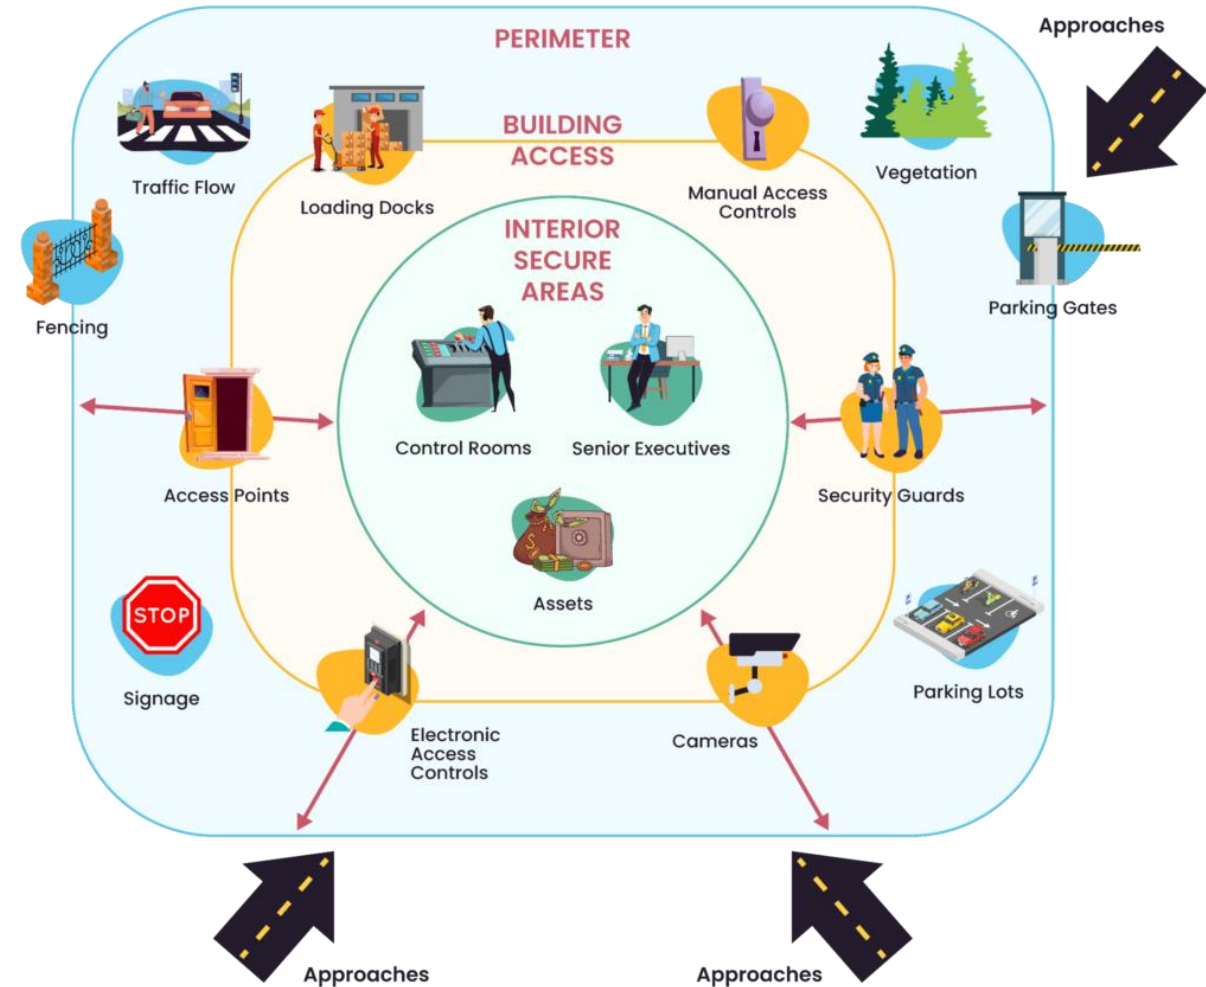 Approaches
PERIMETER
Traffic Flow
Loading Docks
BUILDING
ACCESS
Manual Access
Controls
Vegetation
Fencing
INTERIOR
SECURE
AREAS
Parking Gates
Control Rooms
Senior Executives
Access Points
Security Guards
Assets
STOP
Signage
Electronic
Access
Controls
Cameras
Parking Lots
Approaches
Approaches